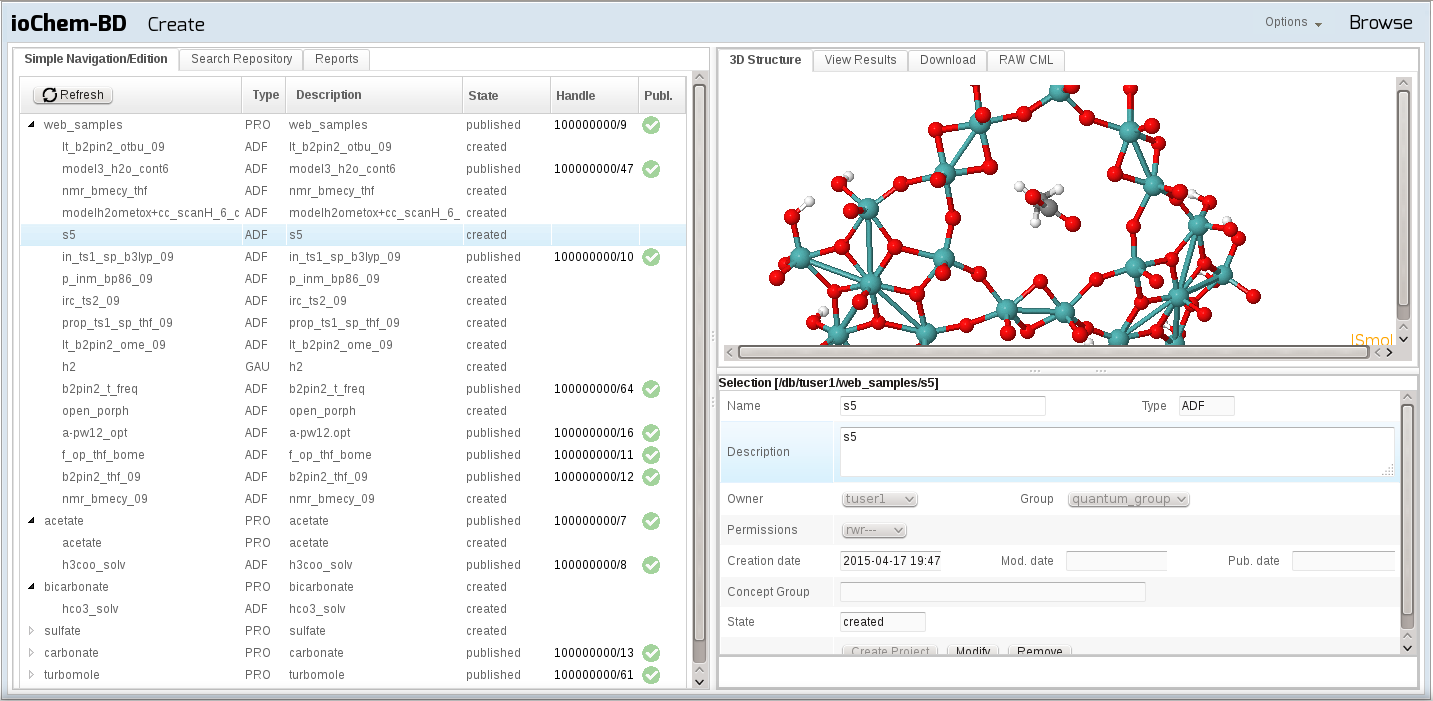 ioChem-BD Create Options Browse
Simple Navigation/Edition Search Repository Reports
Refresh Type Description State Handle Publ.
web_samples PRO web_samples published 100000000/9
lt_b2pin2_otbu_09 ADF lt_b2pin2_otbu_09 created
model3_h2o_cont6 ADF model3_h2o_cont6 published 100000000/47
nmr_bmecy_thf ADF nmr_bmecy_thf created
modelh2ometox+cc_scanH_6_c ADF modelh2ometox+cc_scanH_6_ created
s5 ADF s5 created
in_ts1_sp_b3lyp_09 ADF in_ts1_sp_b3lyp_09 published 100000000/10
p_inm_bp86_09 ADF p_inm_bp86_09 created
irc_ts2_09 ADF irc_ts2_09 created
prop_ts1_sp_thf_09 ADF prop_ts1_sp_thf_09 created
lt_b2pin2_ome_09 ADF lt_b2pin2_ome_09 created
h2 GAU h2 created
b2pin2_t_freq ADF b2pin2_t_freq published 100000000/64
open_porph ADF open_porph created
a-pw12_opt ADF a-pw12.opt published 100000000/16
f_op_thf_bome ADF f_op_thf_bome published 100000000/11
b2pin2_thf_09 ADF b2pin2_thf_09 published 100000000/12
nmr_bmecy_09 ADF nmr_bmecy_09 created
acetate PRO acetate published 100000000/7
acetate PRO acetate created
h3coo_solv ADF h3coo_solv published 100000000/8
bicarbonate PRO bicarbonate created
hco3_solv ADF hco3_solv created
sulfate PRO sulfate created
carbonate PRO carbonate published 100000000/13
turbomole PRO turbomole published 100000000/61
3D Structure View Results Download RAW CML
JSmol
Selection [/db/tuser1/web_samples/s5]
Name s5 Type ADF
Description s5
Owner tuser1 Group quantum_group
Permissions rwr---
Creation date 2015-04-17 19:47 Mod. date Pub. date
Concept Group
State created
Create Project Modify Remove